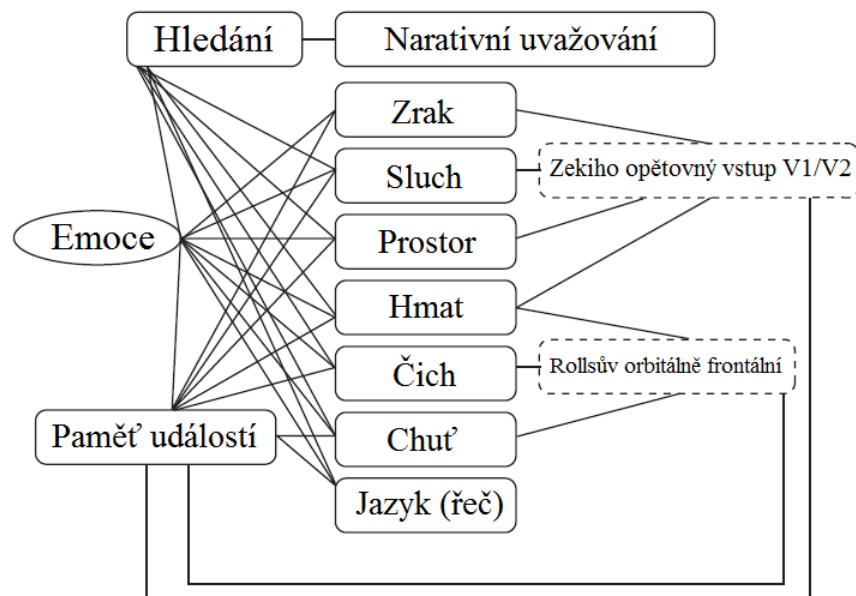 Hledání
Narativní uvažování
Zrak
Sluch
Zekiho opětovný vstup V1/V2
Emoce
Prostor
Hmat
Čich
Rollsův orbitálně frontální
Paměť událostí
Chuť
Jazyk (řeč)